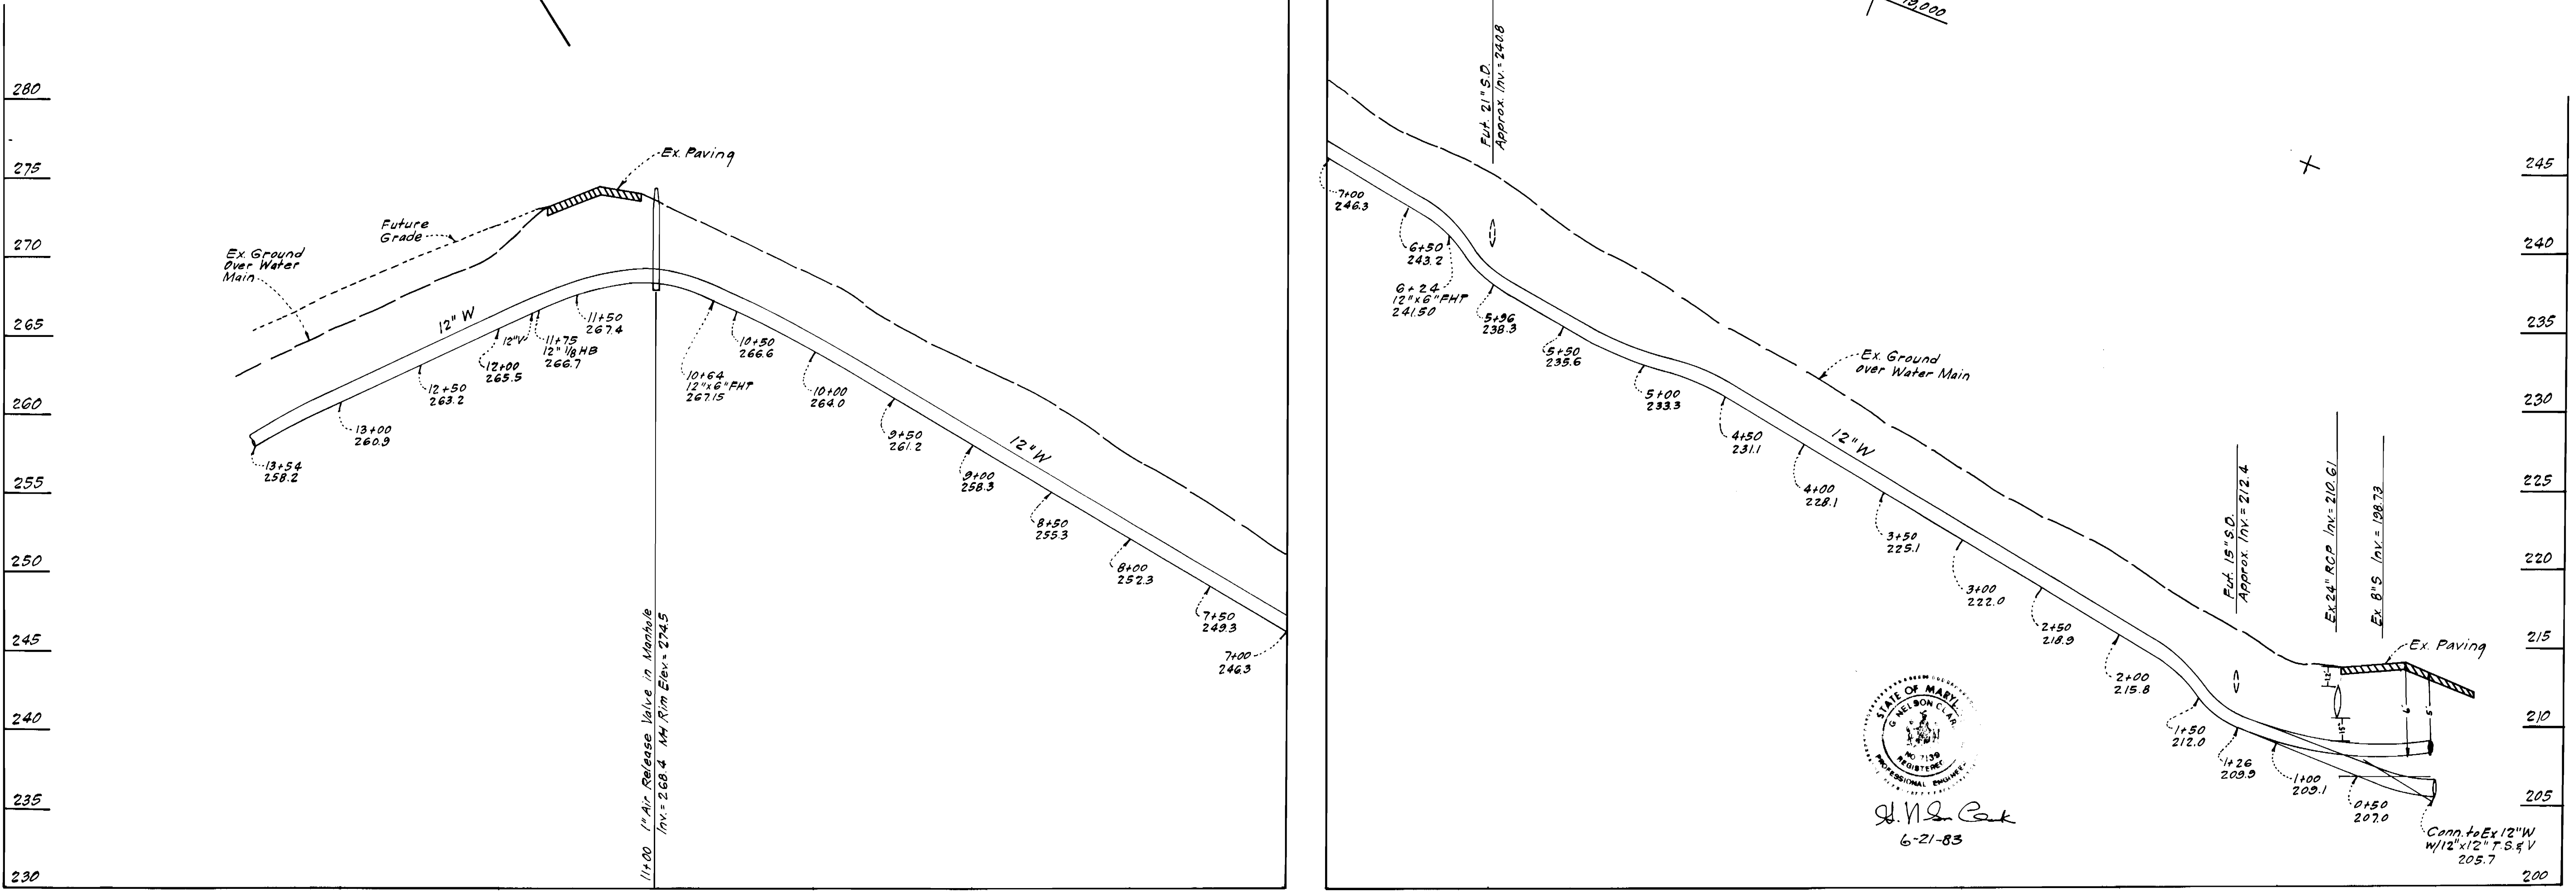 280
275
270
265
260
255
250
245
240
235
230
Ex. Paving
Future
Grade
Ex. Ground
Over Water
Main
12" W
13+54
258.2
13+00
260.9
12+50
263.2
12+00
265.5
12"V
11+75
12" 1/8 HB
266.7
11+50
267.4
11+00 1" Air Release Valve in Manhole
Inv. = 268.4 MH Rim Elev. = 274.5
10+64
12"x6" FHT
267.15
10+50
266.6
10+00
264.0
9+50
261.2
9+00
258.3
12" W
8+50
255.3
8+00
252.3
7+50
249.3
7+00
246.3
19,000
Fut. 21" S.D.
Approx. Inv. = 240.8
7+00
246.3
6+50
243.2
6+24
12"x6" FHT
241.50
5+96
238.3
5+50
235.6
5+00
233.3
4+50
231.1
Ex. Ground
over Water Main
12" W
4+00
228.1
3+50
225.1
3+00
222.0
2+50
218.9
2+00
215.8
1+50
212.0
1+26
209.9
1+00
209.1
0+50
207.0
Fut. 15" S.D.
Approx. Inv. = 212.4
Ex 24" RCP Inv. = 210.61
Ex 8" S Inv. = 198.73
Ex. Paving
12"
15"
6'
5'
Conn. to Ex 12" W
W/12"x12" T.S. & V
205.7
STATE OF MARYL
G. NELSON CLAR
NO. 7139
REGISTERED
PROFESSIONAL ENGINEE
G. Nelson Clark
6-21-83
245
240
235
230
225
220
215
210
205
200